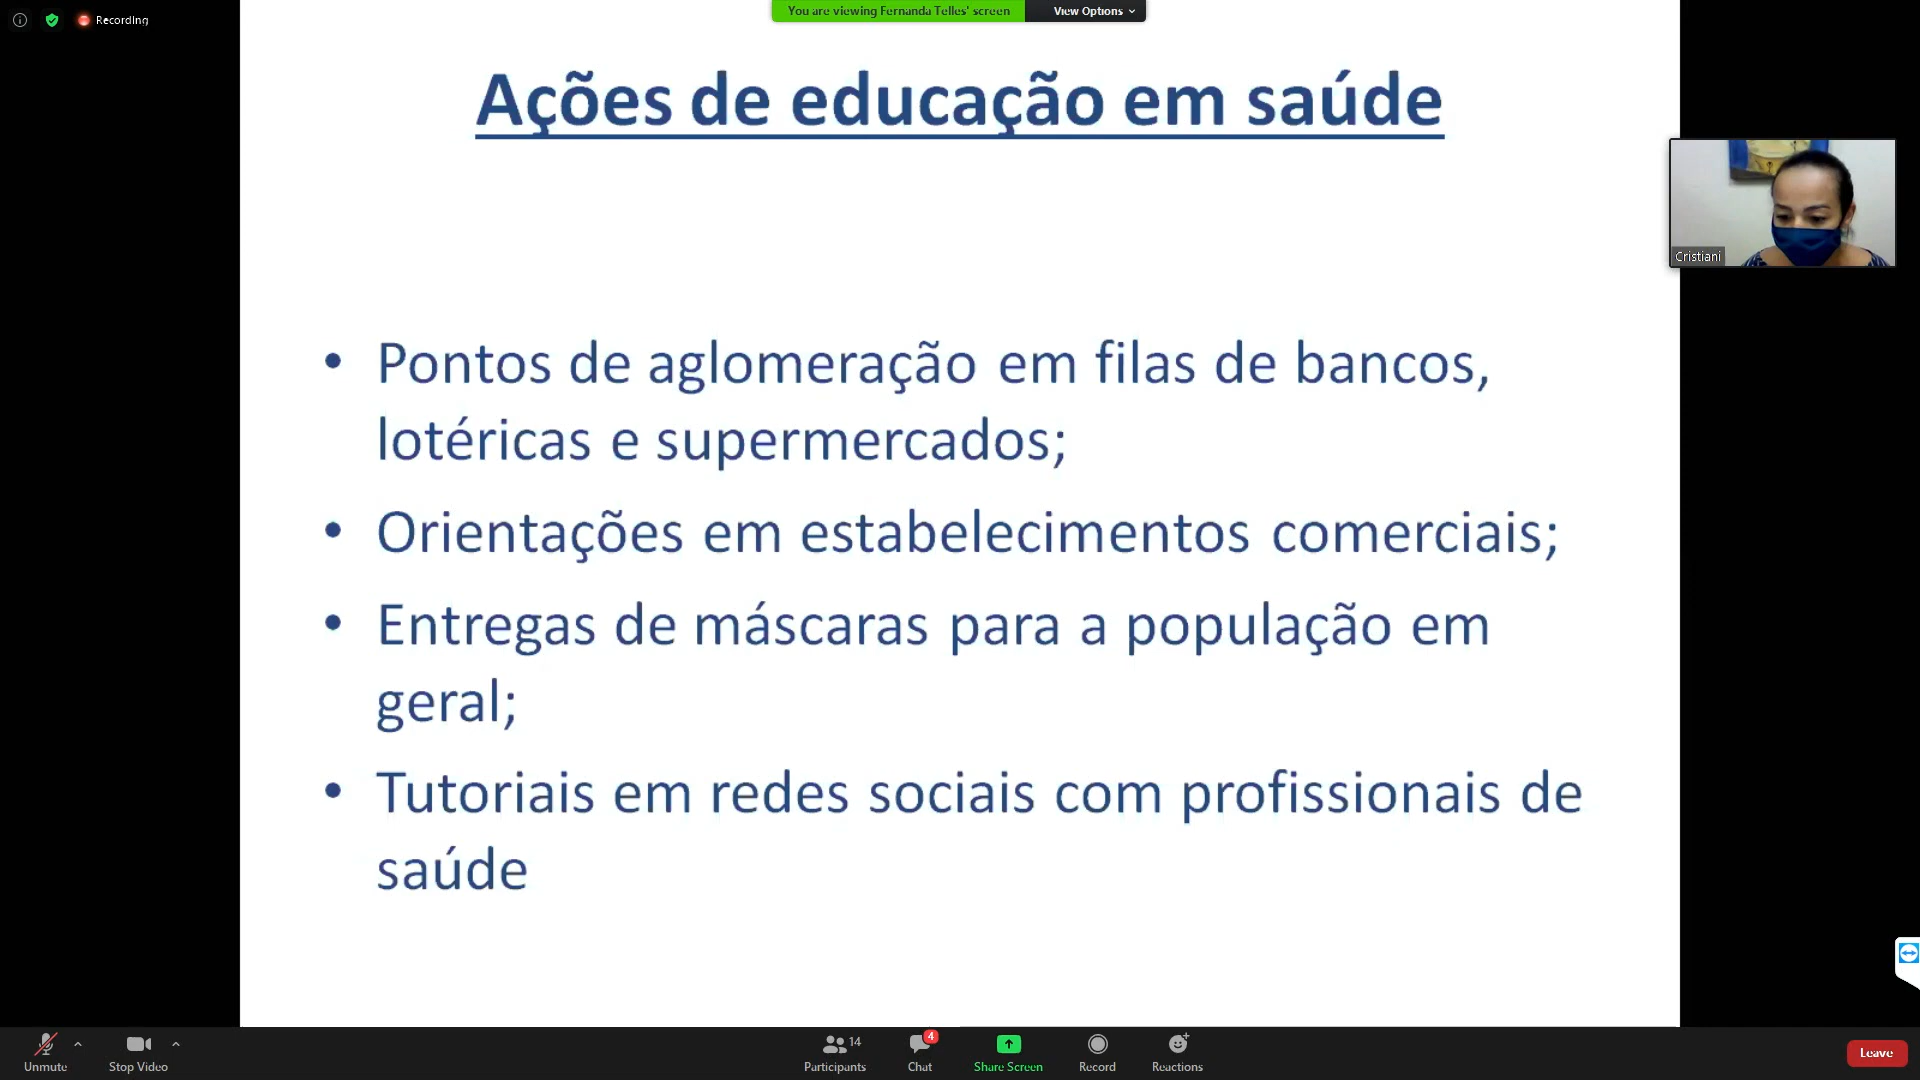 Recording
You are viewing Fernanda Telles' screen
View Options
Ações de educação em saúde
Cristiani
• Pontos de aglomeração em filas de bancos,
lotéricas e supermercados;
• Orientações em estabelecimentos comerciais;
• Entregas de máscaras para a população em
geral;
• Tutoriais em redes sociais com profissionais de
saúde
Unmute
Stop Video
14
Participants
4
Chat
Share Screen
Record
Reactions
Leave